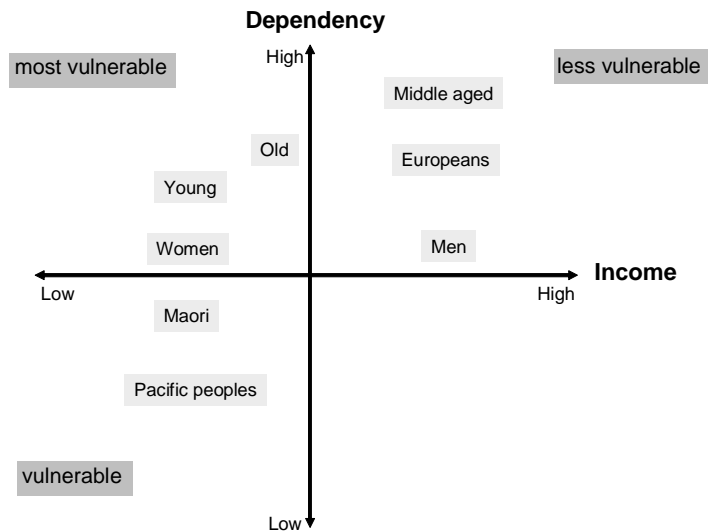 Dependency
most vulnerable
High
less vulnerable
Middle aged
Old
Europeans
Young
Women
Men
Income
Low
High
Maori
Pacific peoples
vulnerable
Low